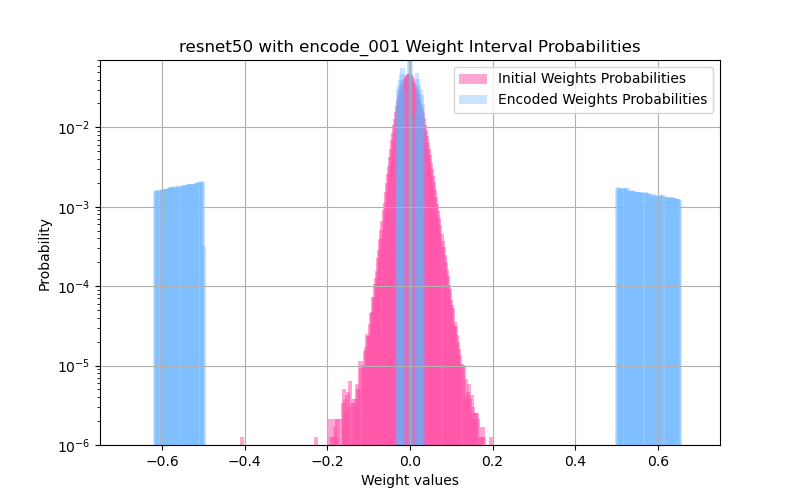 resnet50 with encode_001 Weight Interval Probabilities
Initial Weights Probabilities
Encoded Weights Probabilities
Probability
10⁻²
10⁻³
10⁻⁴
10⁻⁵
10⁻⁶
−0.6 −0.4 −0.2 0.0 0.2 0.4 0.6
Weight values